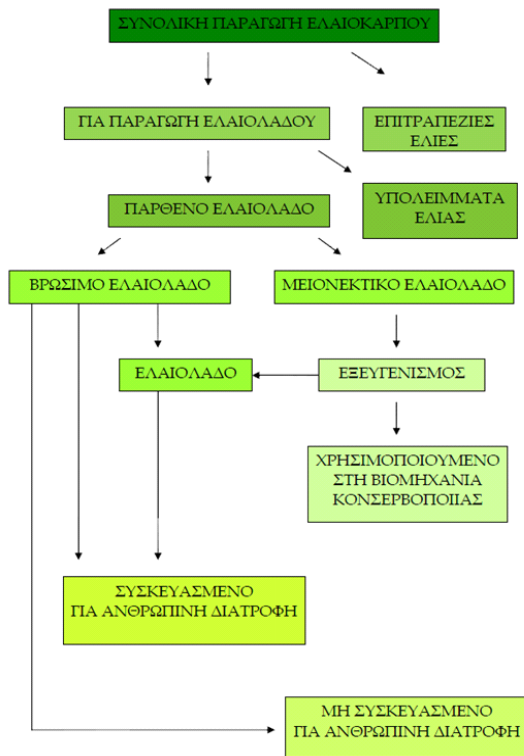 ΣΥΝΟΛΙΚΗ ΠΑΡΑΓΩΓΗ ΕΛΑΙΟΚΑΡΠΟΥ
ΓΙΑ ΠΑΡΑΓΩΓΗ ΕΛΑΙΟΛΑΔΟΥ
ΕΠΙΤΡΑΠΕΖΙΕΣ
ΕΛΙΕΣ
ΠΑΡΘΕΝΟ ΕΛΑΙΟΛΑΔΟ
ΥΠΟΛΕΙΜΜΑΤΑ
ΕΛΙΑΣ
ΒΡΩΣΙΜΟ ΕΛΑΙΟΛΑΔΟ
ΜΕΙΟΝΕΚΤΙΚΟ ΕΛΑΙΟΛΑΔΟ
ΕΛΑΙΟΛΑΔΟ
ΕΞΕΥΓΕΝΙΣΜΟΣ
ΧΡΗΣΙΜΟΠΟΙΟΥΜΕΝΟ
ΣΤΗ ΒΙΟΜΗΧΑΝΙΑ
ΚΟΝΣΕΡΒΟΠΟΙΙΑΣ
ΣΥΣΚΕΥΑΣΜΕΝΟ
ΓΙΑ ΑΝΘΡΩΠΙΝΗ ΔΙΑΤΡΟΦΗ
ΜΗ ΣΥΣΚΕΥΑΣΜΕΝΟ
ΓΙΑ ΑΝΘΡΩΠΙΝΗ ΔΙΑΤΡΟΦΗ